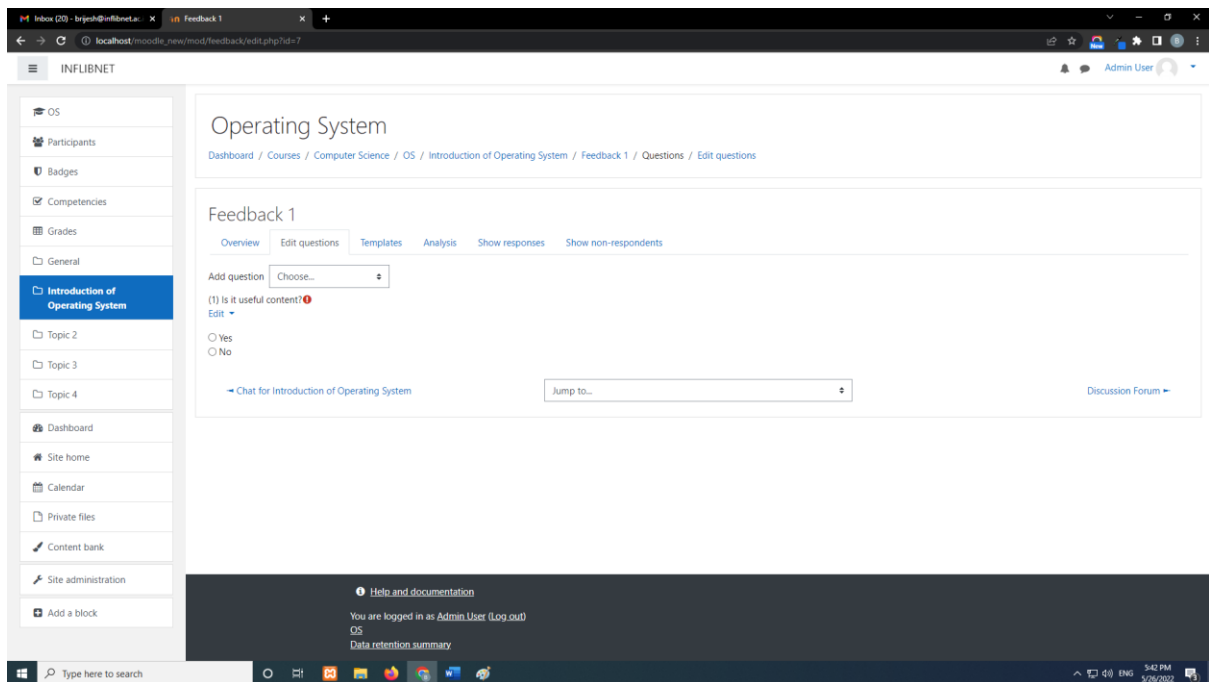 Inbox (20) - brijesh@inflibnet.ac. X
Feedback 1 X +
localhost/moodle_new/mod/feedback/edit.php?id=7
New
B
INFLIBNET
Admin User
OS
Participants
Badges
Competencies
Grades
General
Introduction of
Operating System
Topic 2
Topic 3
Topic 4
Dashboard
Site home
Calendar
Private files
Content bank
Site administration
Add a block
Operating System
Dashboard / Courses / Computer Science / OS / Introduction of Operating System / Feedback 1 / Questions / Edit questions
Feedback 1
Overview Edit questions Templates Analysis Show responses Show non-respondents
Add question Choose...
(1) Is it useful content?
Edit
Yes
No
◄ Chat for Introduction of Operating System
Jump to...
Discussion Forum ►
Help and documentation
You are logged in as Admin User (Log out)
OS
Data retention summary
Type here to search
ENG
5:42 PM
5/26/2022